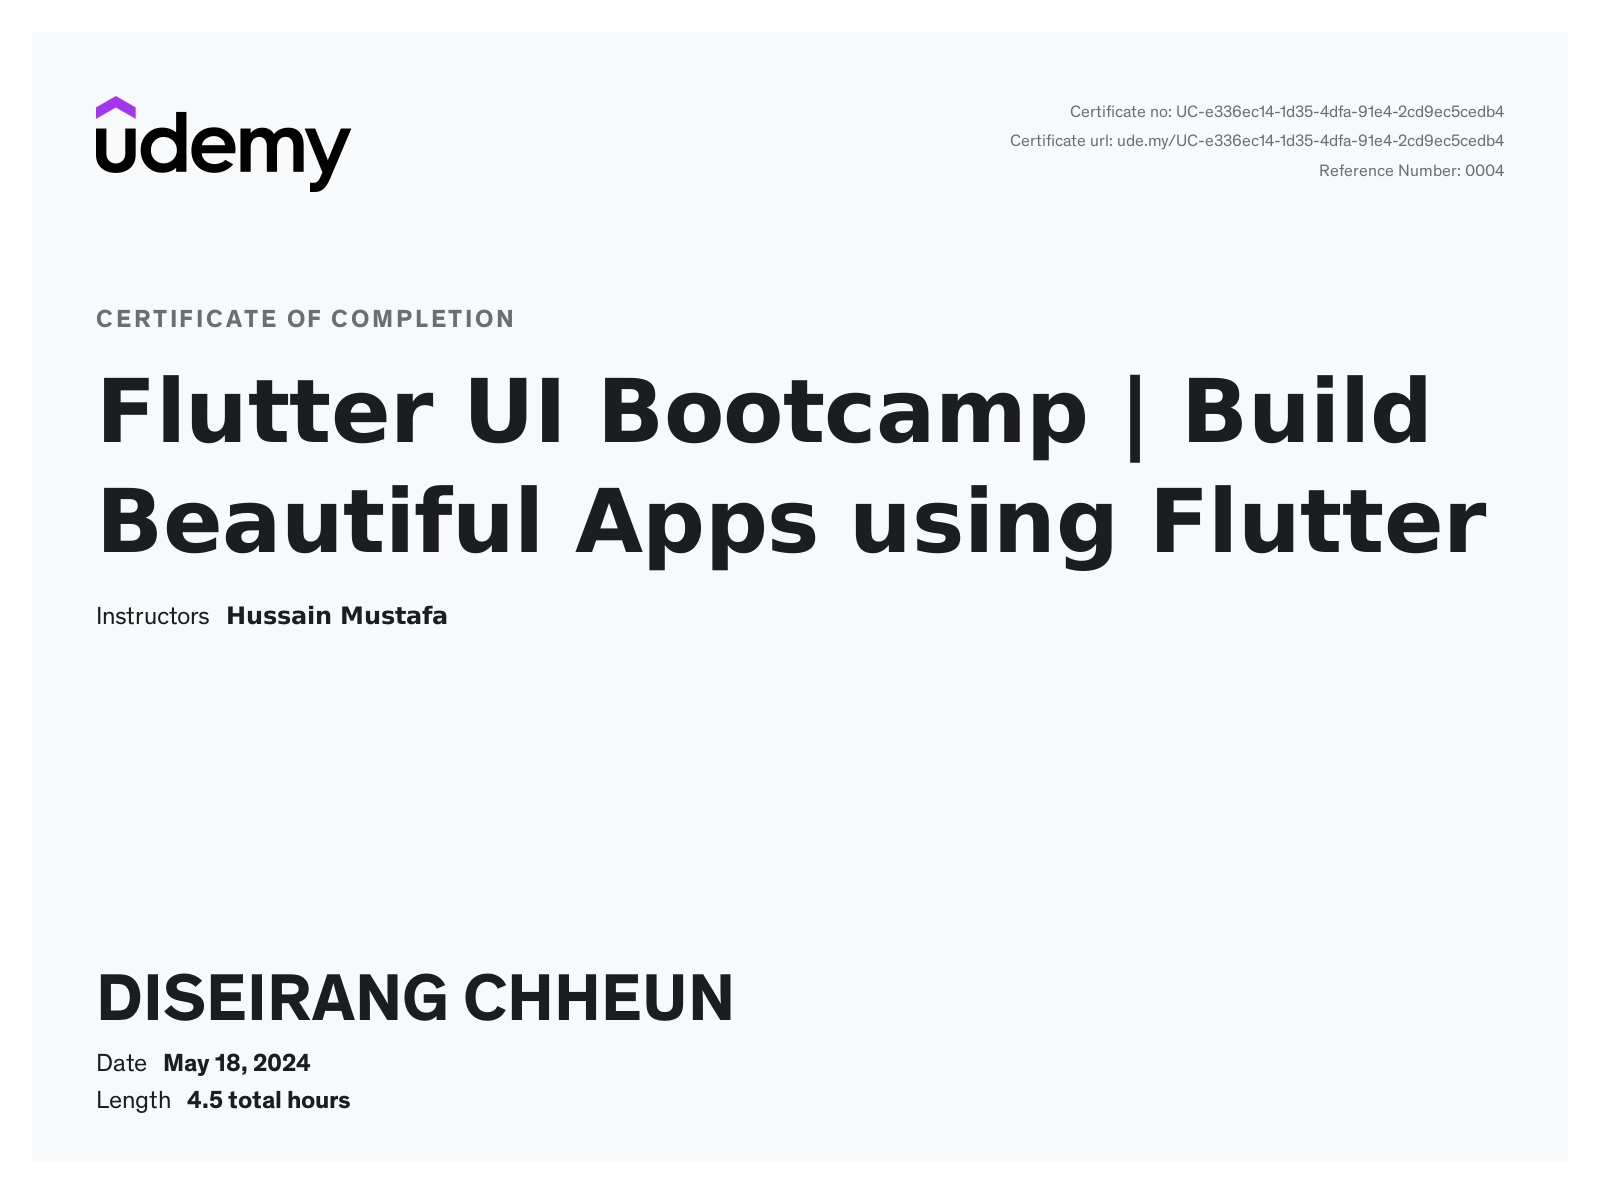 udemy
Certificate no: UC-e336ec14-1d35-4dfa-91e4-2cd9ec5cedb4
Certificate url: ude.my/UC-e336ec14-1d35-4dfa-91e4-2cd9ec5cedb4
Reference Number: 0004
CERTIFICATE OF COMPLETION
Flutter UI Bootcamp | Build
Beautiful Apps using Flutter
Instructors Hussain Mustafa
DISEIRANG CHHEUN
Date May 18, 2024
Length 4.5 total hours